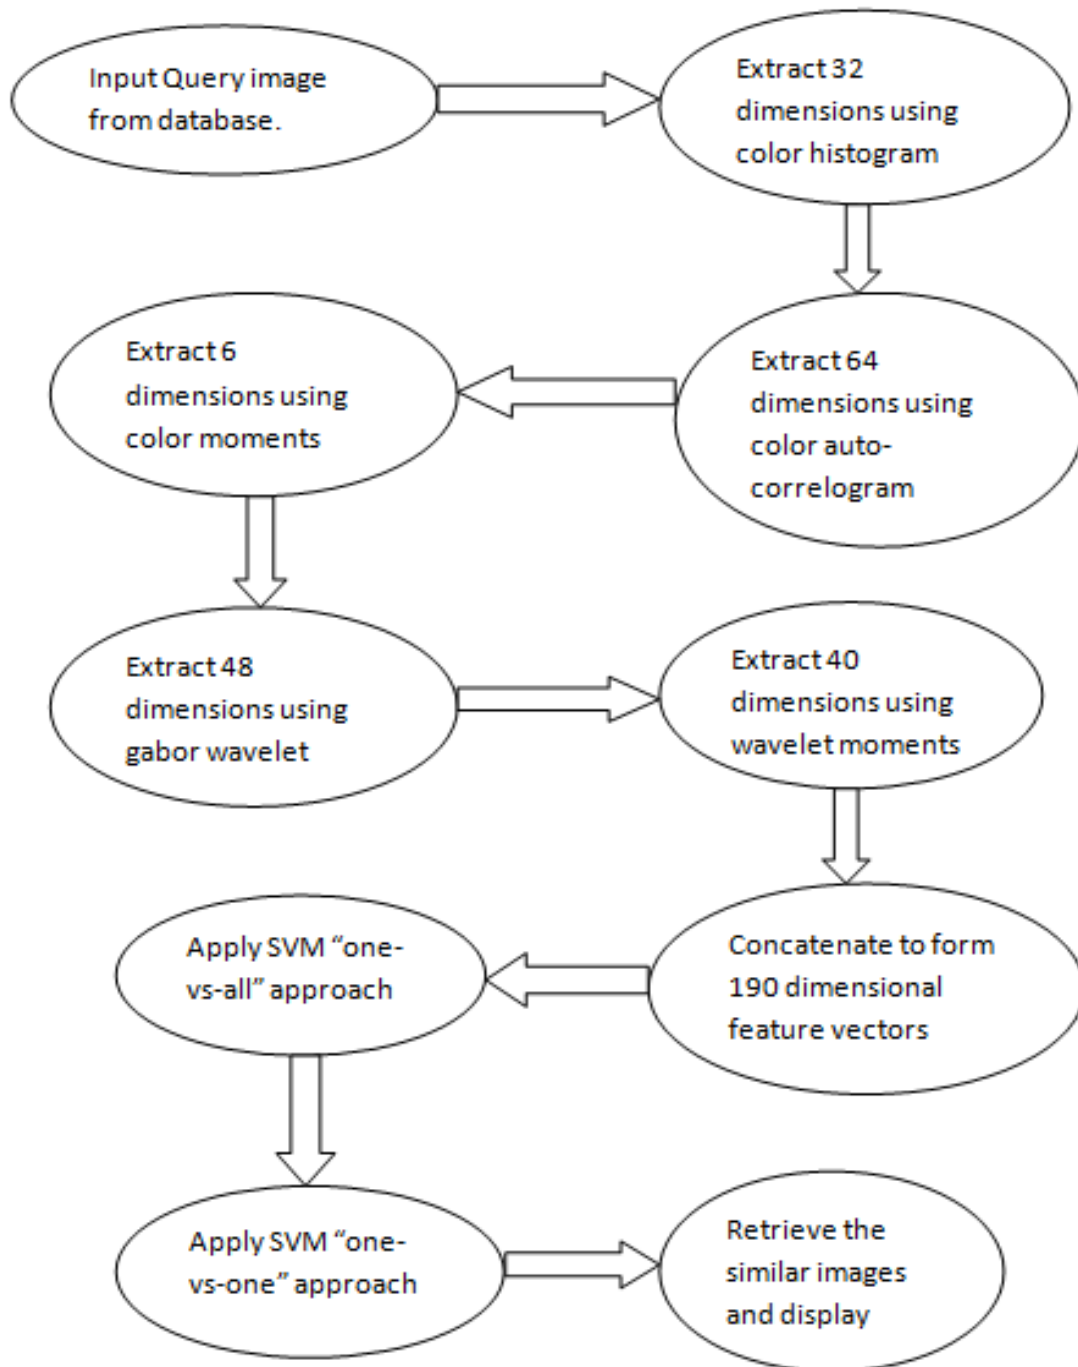 Input Query image
from database.
Extract 32
dimensions using
color histogram
Extract 64
dimensions using
color auto-
correlogram
Extract 6
dimensions using
color moments
Extract 48
dimensions using
gabor wavelet
Extract 40
dimensions using
wavelet moments
Concatenate to form
190 dimensional
feature vectors
Apply SVM “one-
vs-all” approach
Apply SVM “one-
vs-one” approach
Retrieve the
similar images
and display